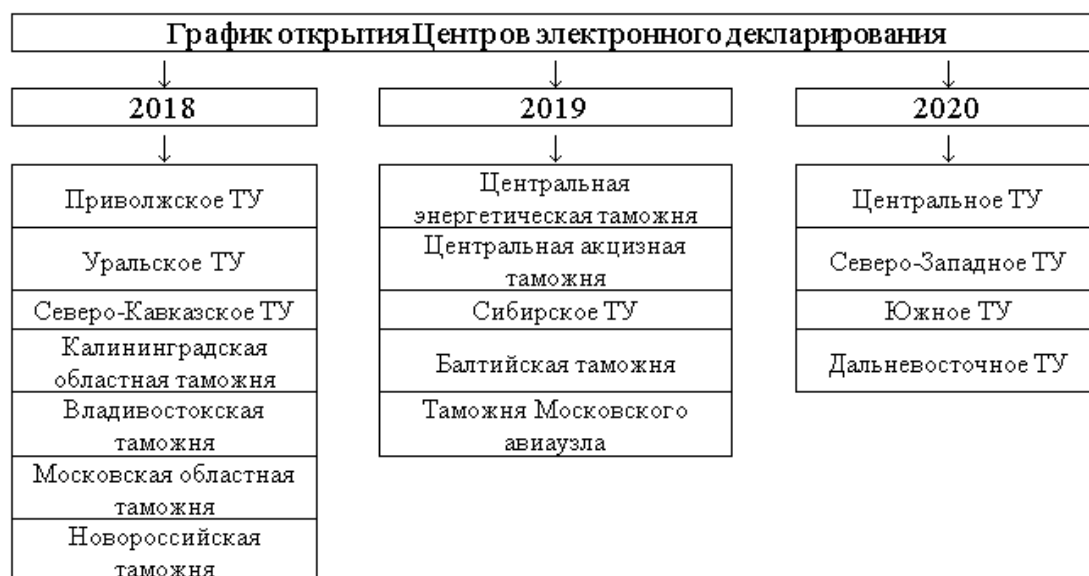 График открытия Центров электронного декларирования
2018
2019
2020
Приволжское ТУ
Уральское ТУ
Северо-Кавказское ТУ
Калининградская
областная таможня
Владивостокская
таможня
Московская областная
таможня
Новороссийская
таможня
Центральная
энергетическая таможня
Центральная акцизная
таможня
Сибирское ТУ
Балтийская таможня
Таможня Московского
авиаузла
Центральное ТУ
Северо-Западное ТУ
Южное ТУ
Дальневосточное ТУ